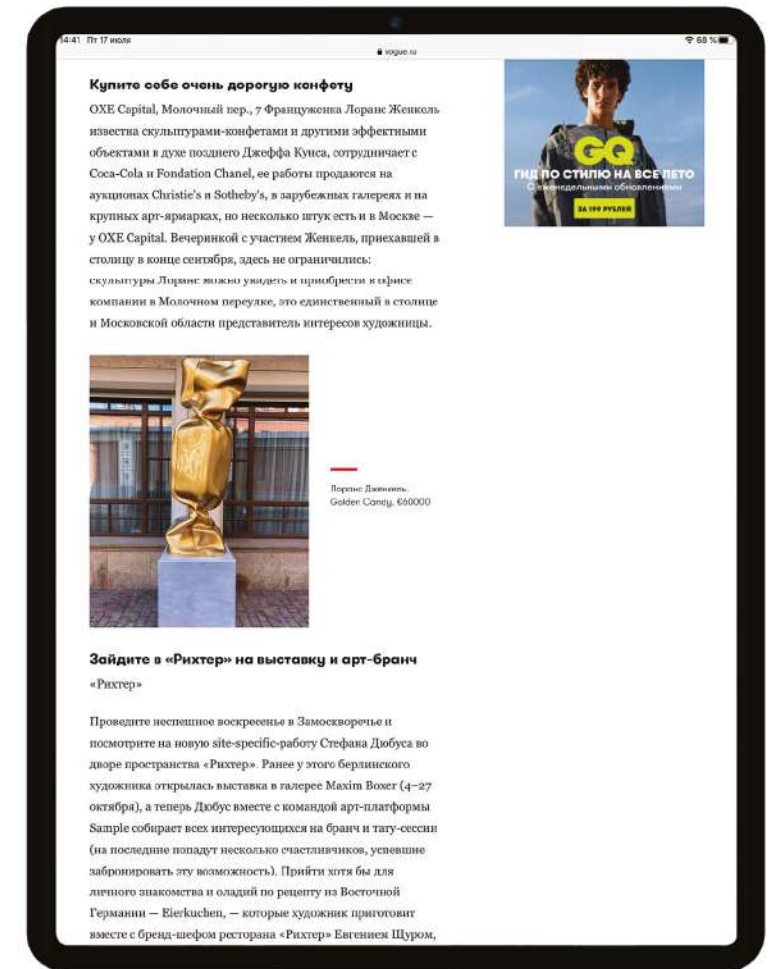 14:41 Пт 17 июля
vogue.ru
68 %
Купите себе очень дорогую конфету
OXE Capital, Молочный пер., 7 Француженка Лоранс Женкель
известна скульптурами-конфетами и другими эффектными
объектами в духе позднего Джеффа Кунса, сотрудничает с
Coca-Cola и Fondation Chanel, ее работы продаются на
аукционах Christie's и Sotheby's, в зарубежных галереях и на
крупных арт-ярмарках, но несколько штук есть и в Москве —
у OXE Capital. Вечеринкой с участием Женкель, приехавшей в
столицу в конце сентября, здесь не ограничились:
скульптуры Лоранс можно увидеть и приобрести в офисе
компании в Молочном переулке, это единственный в столице
и Московской области представитель интересов художницы.
GQ
ГИД ПО СТИЛЮ НА ВСЕ ЛЕТО
С еженедельными обновлениями
ЗА 199 РУБЛЕЙ
Лоранс Дженкель.
Golden Candy, €60000
Зайдите в «Рихтер» на выставку и арт-бранч
«Рихтер»
Проведите неспешное воскресенье в Замоскворечье и
посмотрите на новую site-specific-работу Стефана Дюбуса во
дворе пространства «Рихтер». Ранее у этого берлинского
художника открылась выставка в галерее Maxim Boxer (4–27
октября), а теперь Дюбус вместе с командой арт-платформы
Sample собирает всех интересующихся на бранч и тату-сессии
(на последние попадут несколько счастливчиков, успевшие
забронировать эту возможность). Прийти хотя бы для
личного знакомства и оладий по рецепту из Восточной
Германии — Eierkuchen, — которые художник приготовит
вместе с бренд-шефом ресторана «Рихтер» Евгением Щуром,